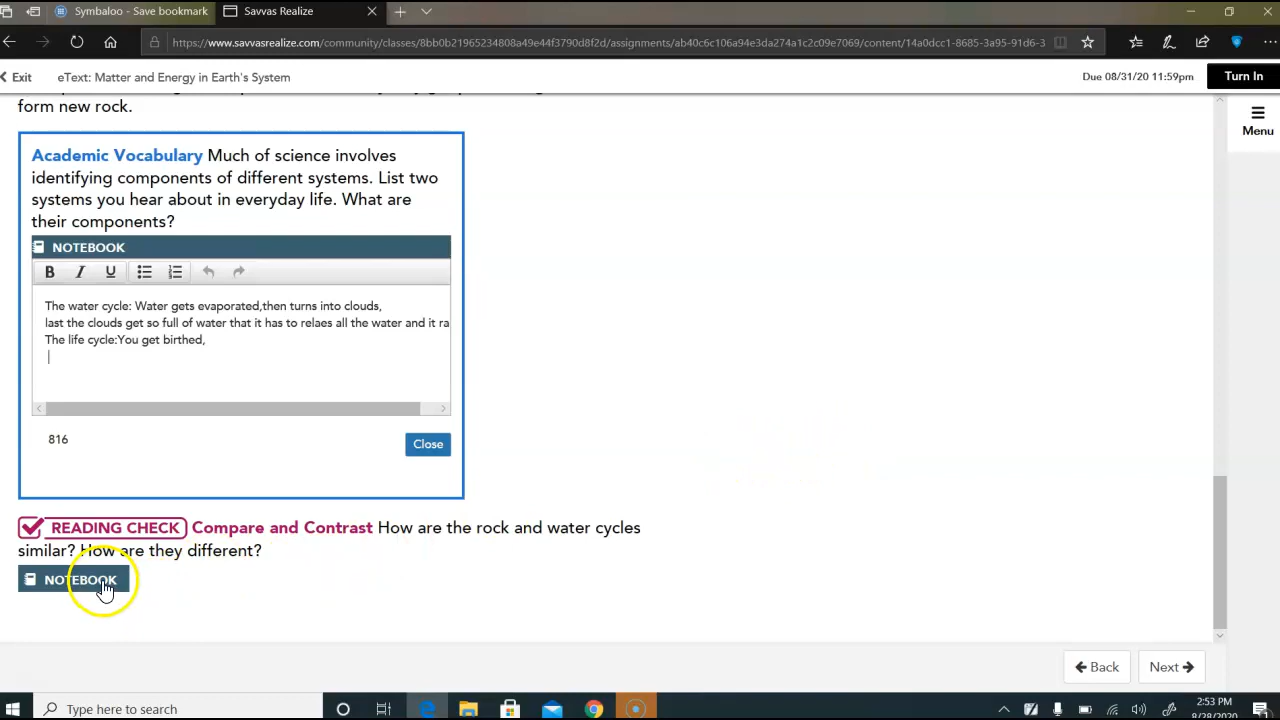 Symbaloo - Save bookmark
Savvas Realize
https://www.savvasrealize.com/community/classes/8bb0b21965234808a49e44f3790d8f2d/assignments/ab40c6c106a94e3da274a1c2c09e7069/content/14a0dcc1-8685-3a95-91d6-3
Exit eText: Matter and Energy in Earth's System Due 08/31/20 11:59pm Turn In
Menu
form new rock.
Academic Vocabulary Much of science involves
identifying components of different systems. List two
systems you hear about in everyday life. What are
their components?
NOTEBOOK
B I U
The water cycle: Water gets evaporated,then turns into clouds,
last the clouds get so full of water that it has to relaes all the water and it ra
The life cycle:You get birthed,
816
Close
READING CHECK Compare and Contrast How are the rock and water cycles
similar? How are they different?
NOTEBOOK
Back Next
Type here to search
2:53 PM
8/28/2020